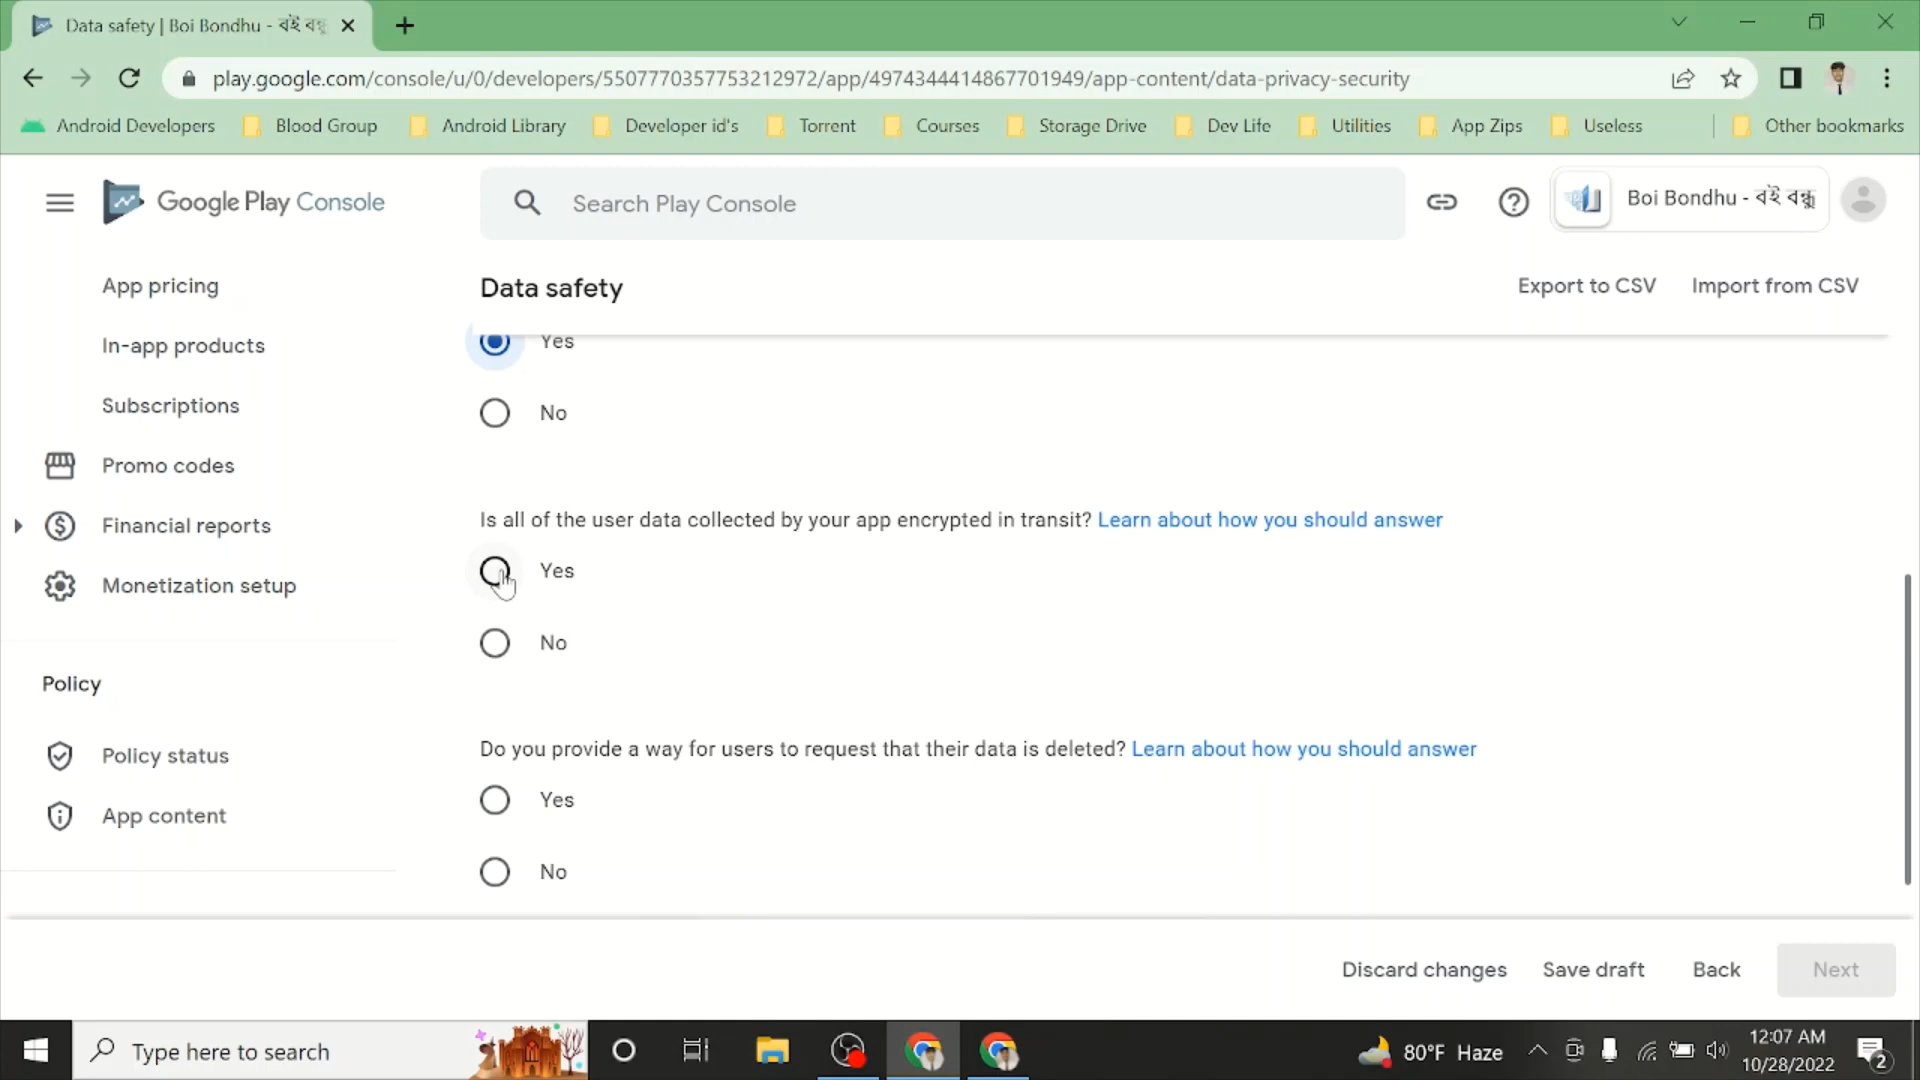 Data safety | Boi Bondhu - বই বন্ধু
play.google.com/console/u/0/developers/5507770357753212972/app/4974344414867701949/app-content/data-privacy-security
Android Developers
Blood Group
Android Library
Developer id's
Torrent
Courses
Storage Drive
Dev Life
Utilities
App Zips
Useless
Other bookmarks
Google Play Console
Search Play Console
Boi Bondhu - বই বন্ধু
App pricing
In-app products
Subscriptions
Promo codes
Financial reports
Monetization setup
Policy
Policy status
App content
Data safety
Export to CSV
Import from CSV
Yes
No
Is all of the user data collected by your app encrypted in transit? Learn about how you should answer
Yes
No
Do you provide a way for users to request that their data is deleted? Learn about how you should answer
Yes
No
Discard changes
Save draft
Back
Next
Type here to search
80°F Haze
12:07 AM
10/28/2022
2